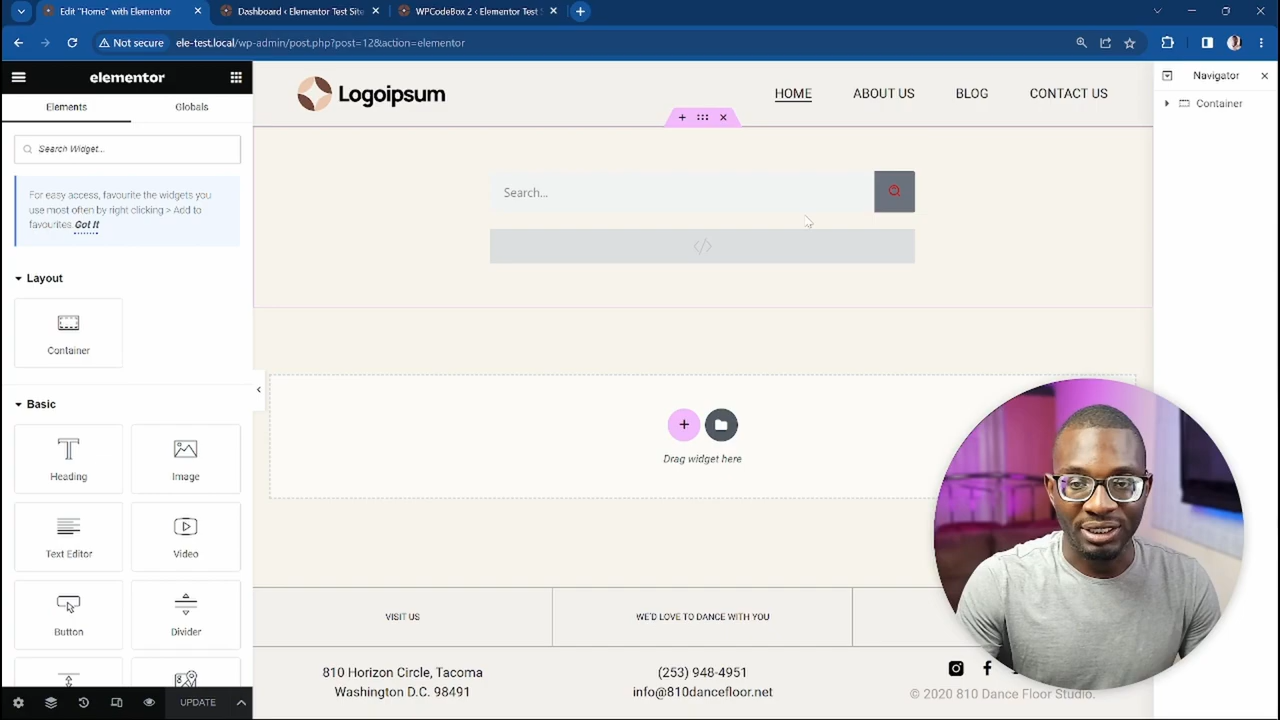 Edit "Home" with Elementor
Dashboard ‹ Elementor Test Site
WPCodeBox 2 ‹ Elementor Test
Not secure
ele-test.local/wp-admin/post.php?post=12&action=elementor
elementor
Elements
Globals
Search Widget...
For easy access, favourite the widgets you
use most often by right clicking > Add to
favourites. Got It
Layout
Container
Basic
Heading
Image
Text Editor
Video
Button
Divider
UPDATE
Logoipsum
HOME
ABOUT US
BLOG
CONTACT US
Search...
Drag widget here
VISIT US
WE'D LOVE TO DANCE WITH YOU
810 Horizon Circle, Tacoma
Washington D.C. 98491
(253) 948-4951
info@810dancefloor.net
© 2020 810 Dance Floor Studio.
Navigator
Container